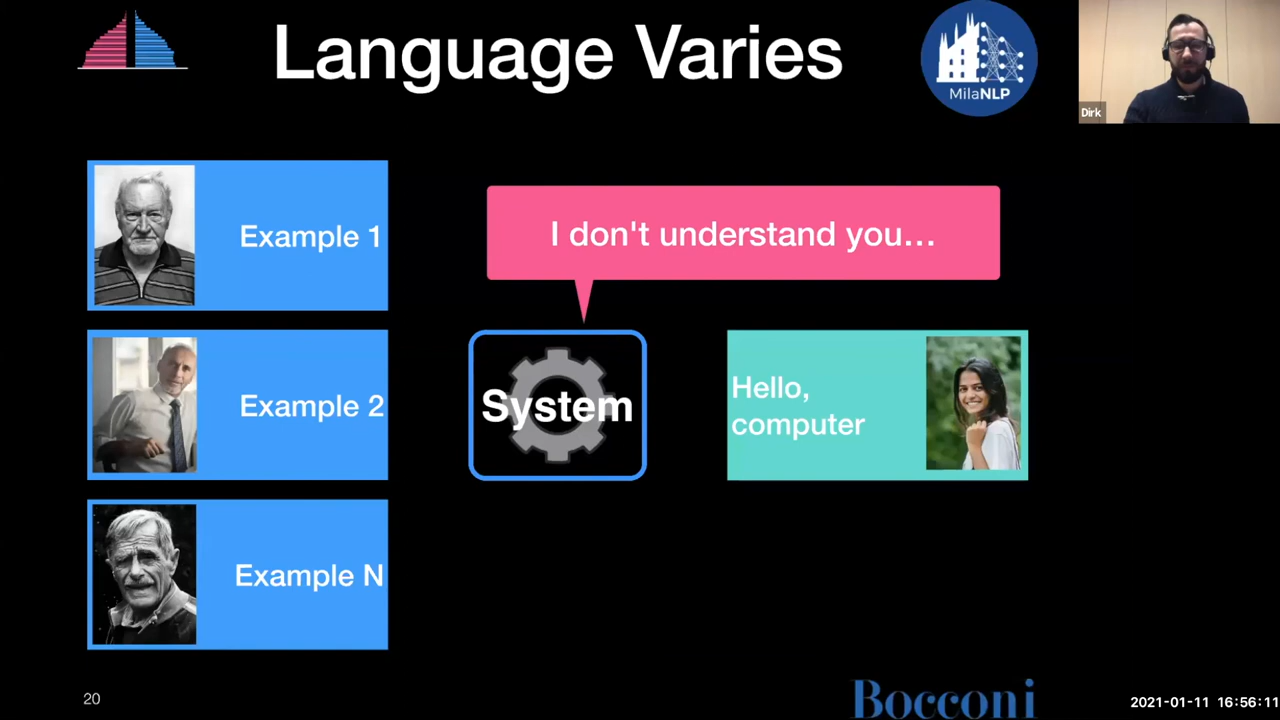 Language Varies
MilaNLP
Dirk
Example 1
I don't understand you...
Example 2
System
Hello,
computer
Example N
20
Bocconi
2021-01-11 16:56:11